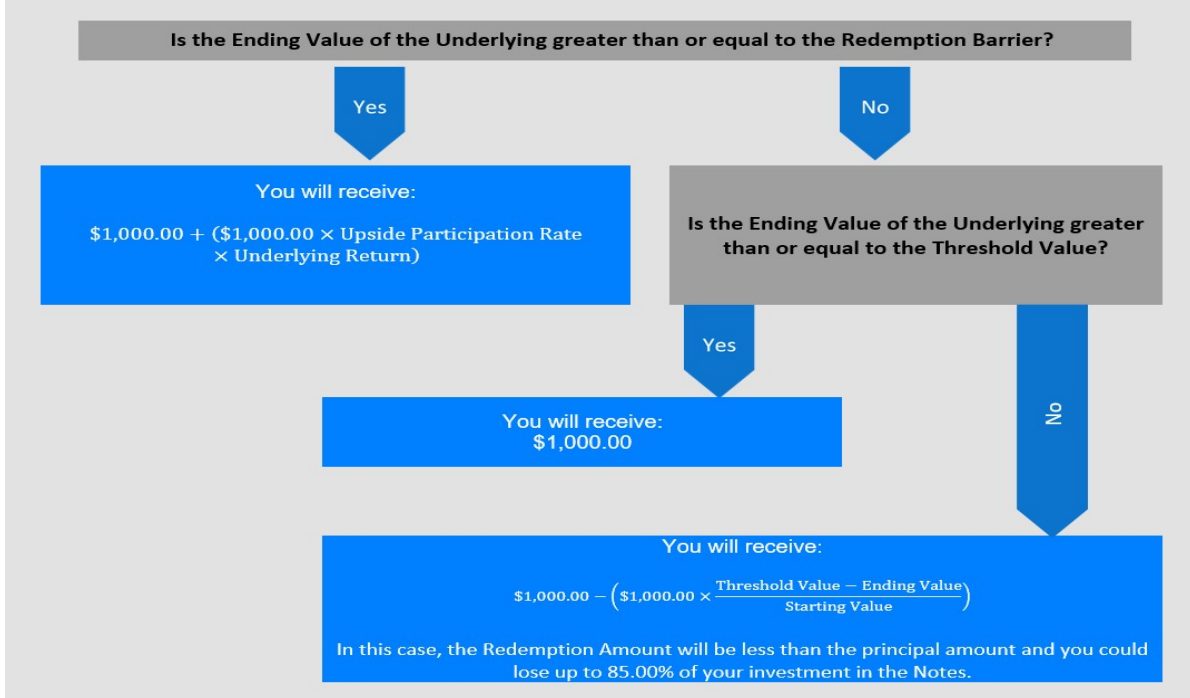 Is the Ending Value of the Underlying greater than or equal to the Redemption Barrier?
Yes
No
You will receive:
$1,000.00 + ($1,000.00 × Upside Participation Rate
× Underlying Return)
Is the Ending Value of the Underlying greater
than or equal to the Threshold Value?
Yes
No
You will receive:
$1,000.00
You will receive:
$1,000.00 − ($1,000.00 × (Threshold Value − Ending Value) / Starting Value)
In this case, the Redemption Amount will be less than the principal amount and you could
lose up to 85.00% of your investment in the Notes.